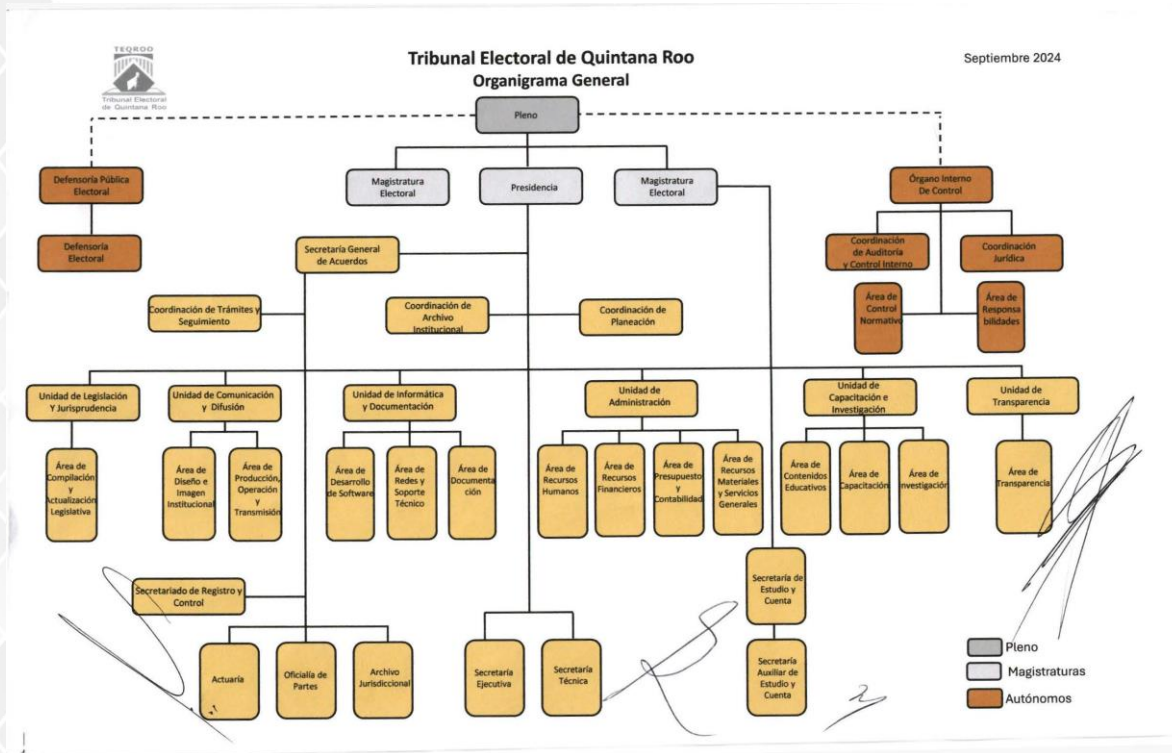 TEQROO
Tribunal Electoral
de Quintana Roo
Tribunal Electoral de Quintana Roo
Organigrama General
Septiembre 2024
Pleno
Defensoría Pública
Electoral
Magistratura
Electoral
Presidencia
Magistratura
Electoral
Órgano Interno
De Control
Defensoría
Electoral
Secretaría General
de Acuerdos
Coordinación
de Auditoría
y Control Interno
Coordinación
Jurídica
Coordinación de Trámites y
Seguimiento
Coordinación de
Archivo
Institucional
Coordinación de
Planeación
Área de
Control
Normativo
Área de
Responsa
bilidades
Unidad de Legislación
Y Jurisprudencia
Unidad de Comunicación
y Difusión
Unidad de Informática
y Documentación
Unidad de
Administración
Unidad de
Capacitación e
Investigación
Unidad de
Transparencia
Área de
Compilación
y
Actualización
Legislativa
Área de
Diseño e
Imagen
Institucional
Área de
Producción,
Operación
y
Transmisión
Área de
Desarrollo
de Software
Área de
Redes y
Soporte
Técnico
Área de
Documenta
ción
Área de
Recursos
Humanos
Área de
Recursos
Financieros
Área de
Presupuesto
y
Contabilidad
Área de
Recursos
Materiales
y Servicios
Generales
Área de
Contenidos
Educativos
Área de
Capacitación
Área de
Investigación
Área de
Transparencia
Secretariado de Registro y
Control
Secretaría de
Estudio y
Cuenta
Actuaría
Oficialía de
Partes
Archivo
Jurisdiccional
Secretaría
Ejecutiva
Secretaría
Técnica
Secretaría
Auxiliar de
Estudio y
Cuenta
Pleno
Magistraturas
Autónomos